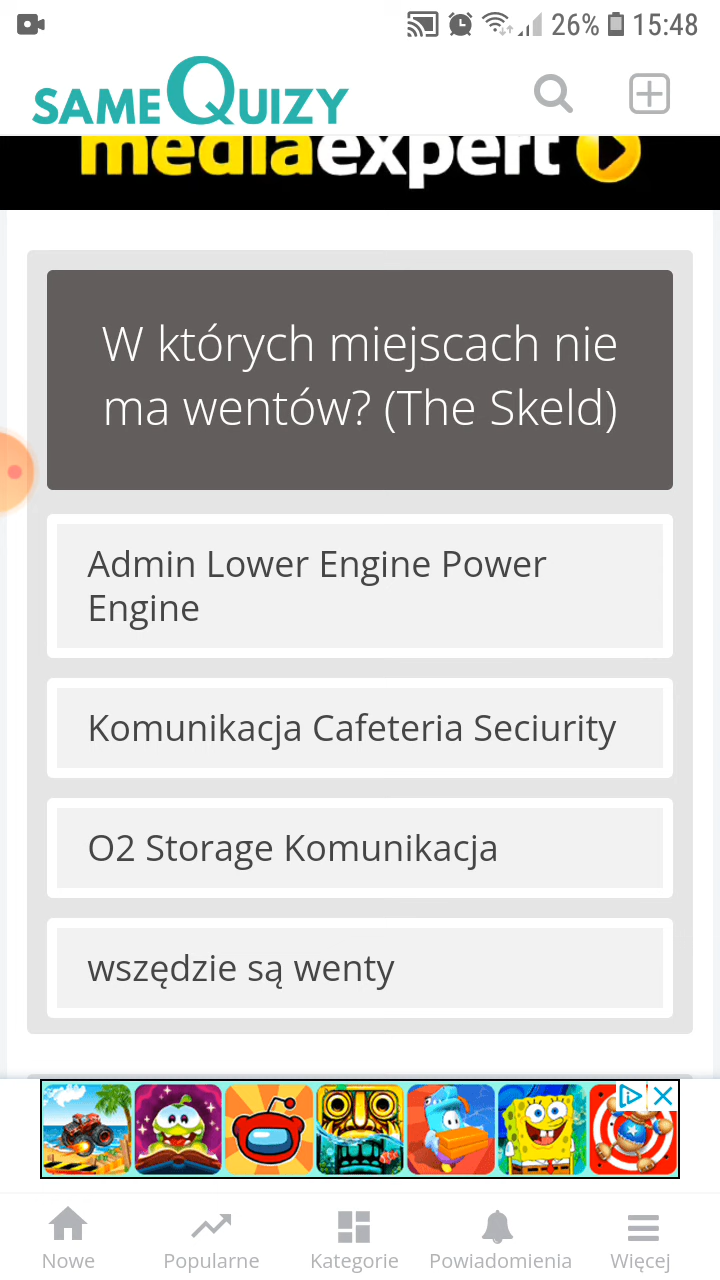 26% 15:48
SAMEQUIZY
mediaexpert
W których miejscach nie
ma wentów? (The Skeld)
Admin Lower Engine Power
Engine
Komunikacja Cafeteria Seciurity
O2 Storage Komunikacja
wszędzie są wenty
Nowe Popularne Kategorie Powiadomienia Więcej